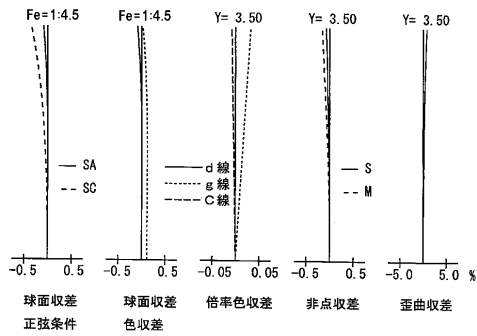 Fe=1:4.5 Fe=1:4.5 Y= 3.50 Y= 3.50 Y= 3.50
SA
SC
d線
g線
C線
S
M
-0.5 0.5 -0.5 0.5 -0.05 0.05 -0.5 0.5 -5.0 5.0 %
球面収差 球面収差 倍率色収差 非点収差 歪曲収差
正弦条件 色収差